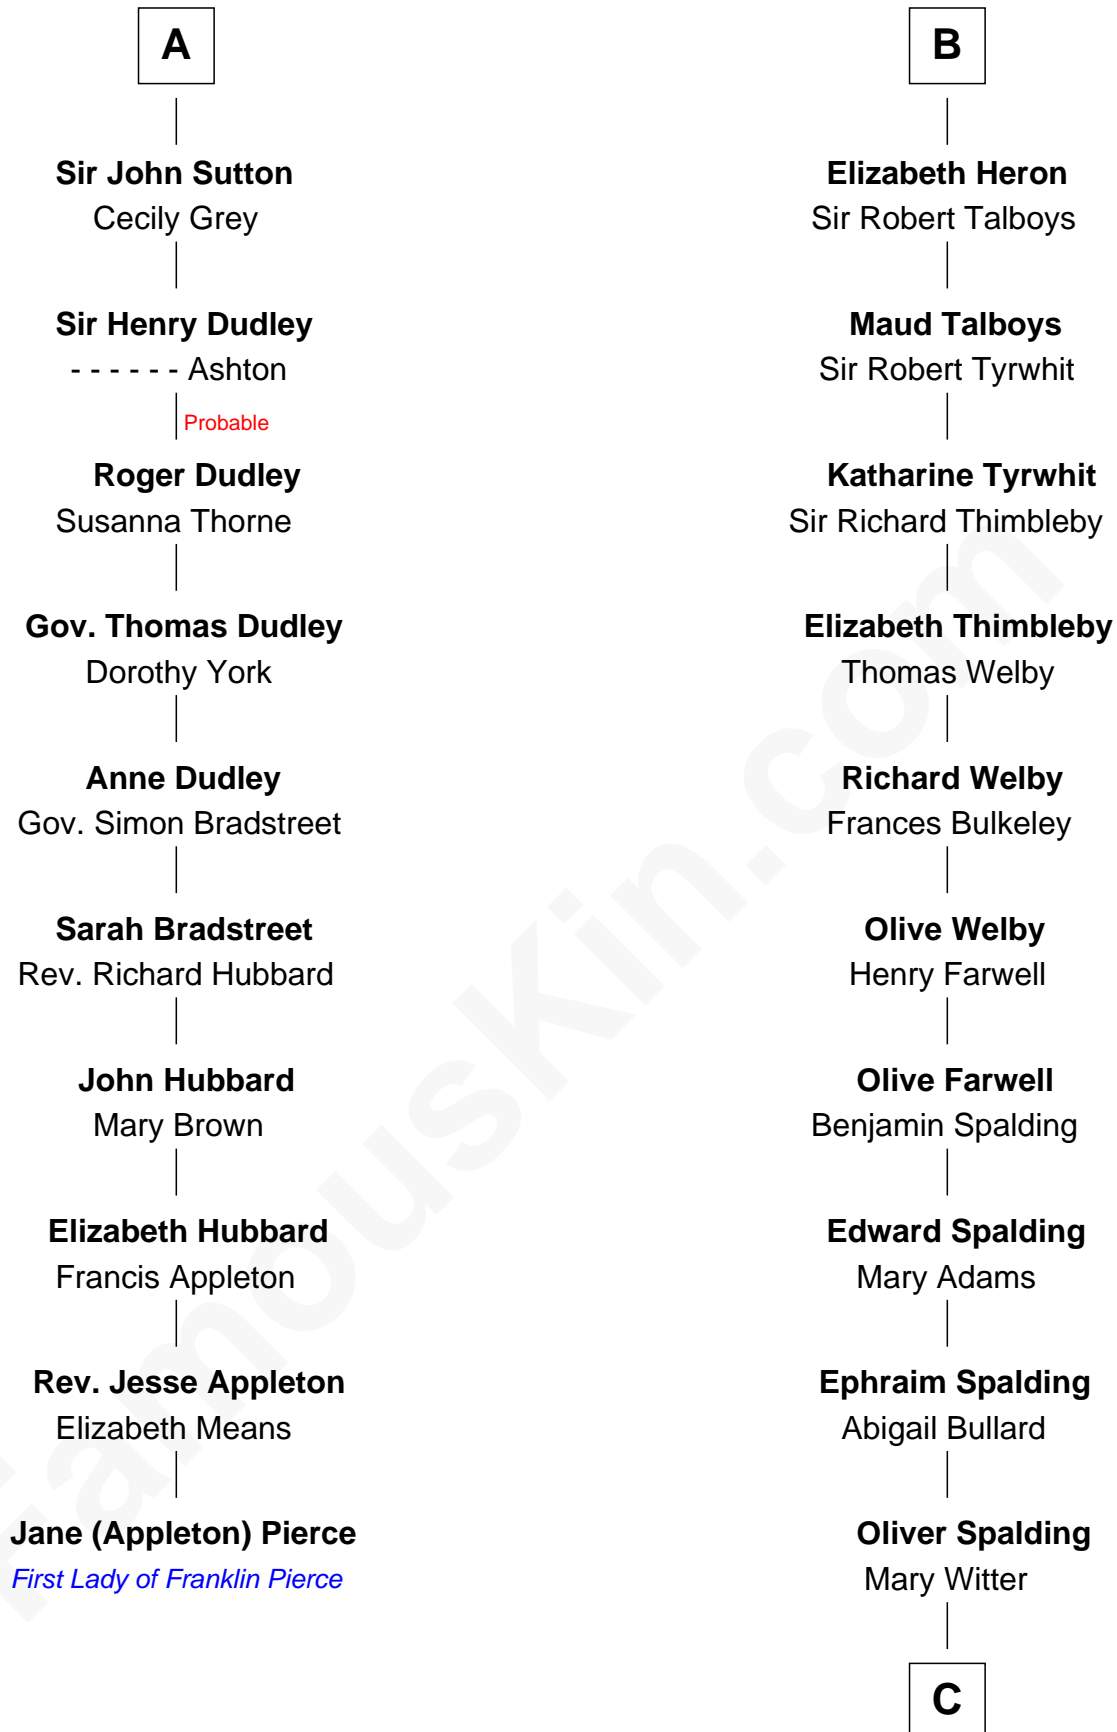 A
Sir John Sutton
Cecily Grey
Sir Henry Dudley
- - - - - - Ashton
Probable
Roger Dudley
Susanna Thorne
Gov. Thomas Dudley
Dorothy York
Anne Dudley
Gov. Simon Bradstreet
Sarah Bradstreet
Rev. Richard Hubbard
John Hubbard
Mary Brown
Elizabeth Hubbard
Francis Appleton
Rev. Jesse Appleton
Elizabeth Means
Jane (Appleton) Pierce
First Lady of Franklin Pierce
B
Elizabeth Heron
Sir Robert Talboys
Maud Talboys
Sir Robert Tyrwhit
Katharine Tyrwhit
Sir Richard Thimbleby
Elizabeth Thimbleby
Thomas Welby
Richard Welby
Frances Bulkeley
Olive Welby
Henry Farwell
Olive Farwell
Benjamin Spalding
Edward Spalding
Mary Adams
Ephraim Spalding
Abigail Bullard
Oliver Spalding
Mary Witter
C
FamousKin.com